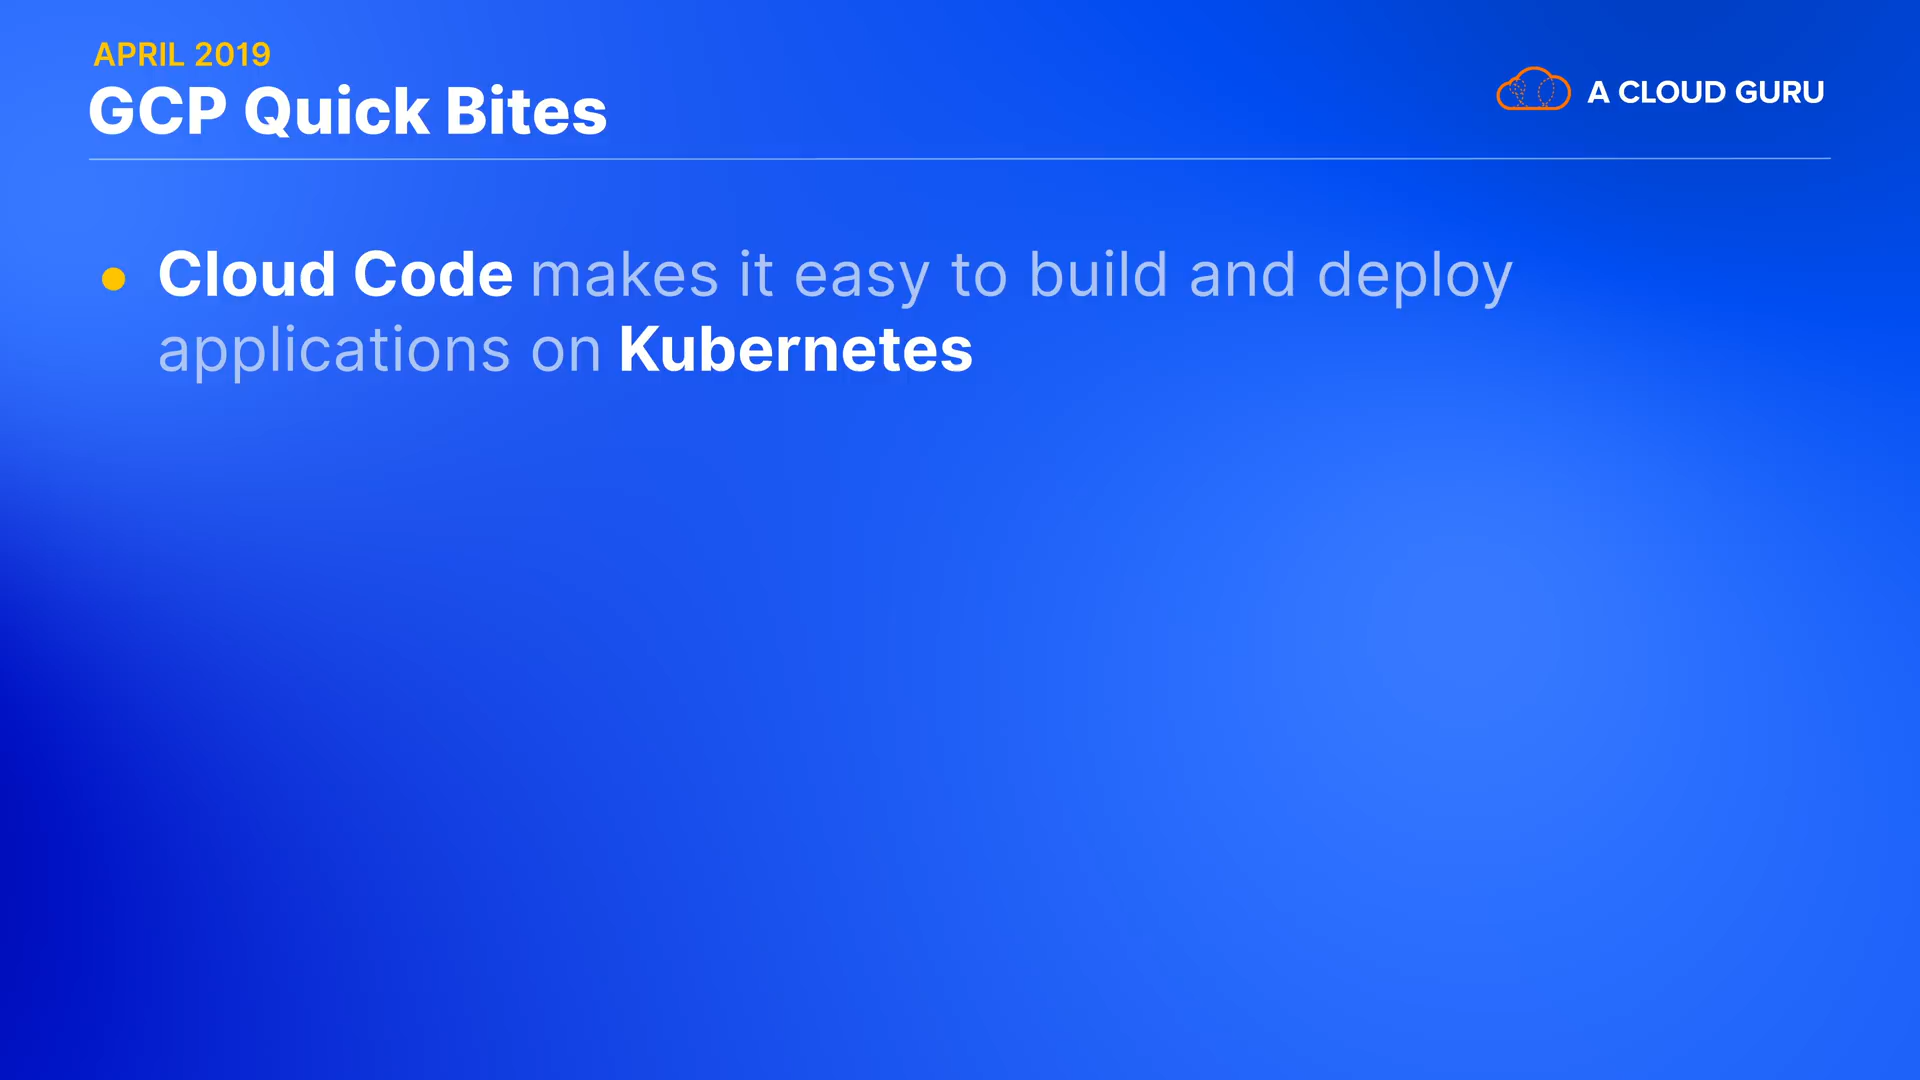 APRIL 2019
GCP Quick Bites
A CLOUD GURU
Cloud Code makes it easy to build and deploy
applications on Kubernetes